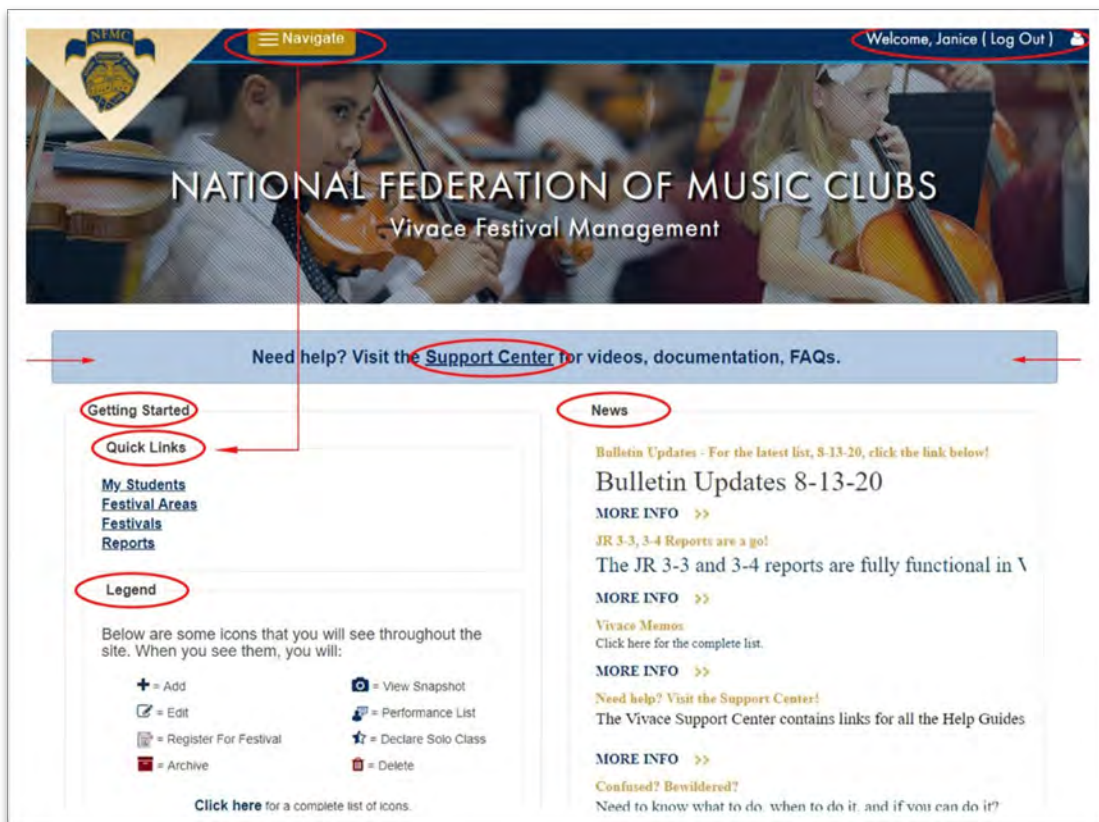 NFMC
Navigate
Welcome, Janice ( Log Out )
NATIONAL FEDERATION OF MUSIC CLUBS
Vivace Festival Management
Need help? Visit the Support Center for videos, documentation, FAQs.
Getting Started
Quick Links
My Students
Festival Areas
Festivals
Reports
Legend
Below are some icons that you will see throughout the
site. When you see them, you will:
= Add
= View Snapshot
= Edit
= Performance List
= Register For Festival
= Declare Solo Class
= Archive
= Delete
Click here for a complete list of icons.
News
Bulletin Updates - For the latest list, 8-13-20, click the link below!
Bulletin Updates 8-13-20
MORE INFO >>
JR 3-3, 3-4 Reports are a go!
The JR 3-3 and 3-4 reports are fully functional in
MORE INFO >>
Vivace Memos
Click here for the complete list.
MORE INFO >>
Need help? Visit the Support Center!
The Vivace Support Center contains links for all the Help Guides
MORE INFO >>
Confused? Bewildered?
Need to know what to do, when to do it, and if you can do it?